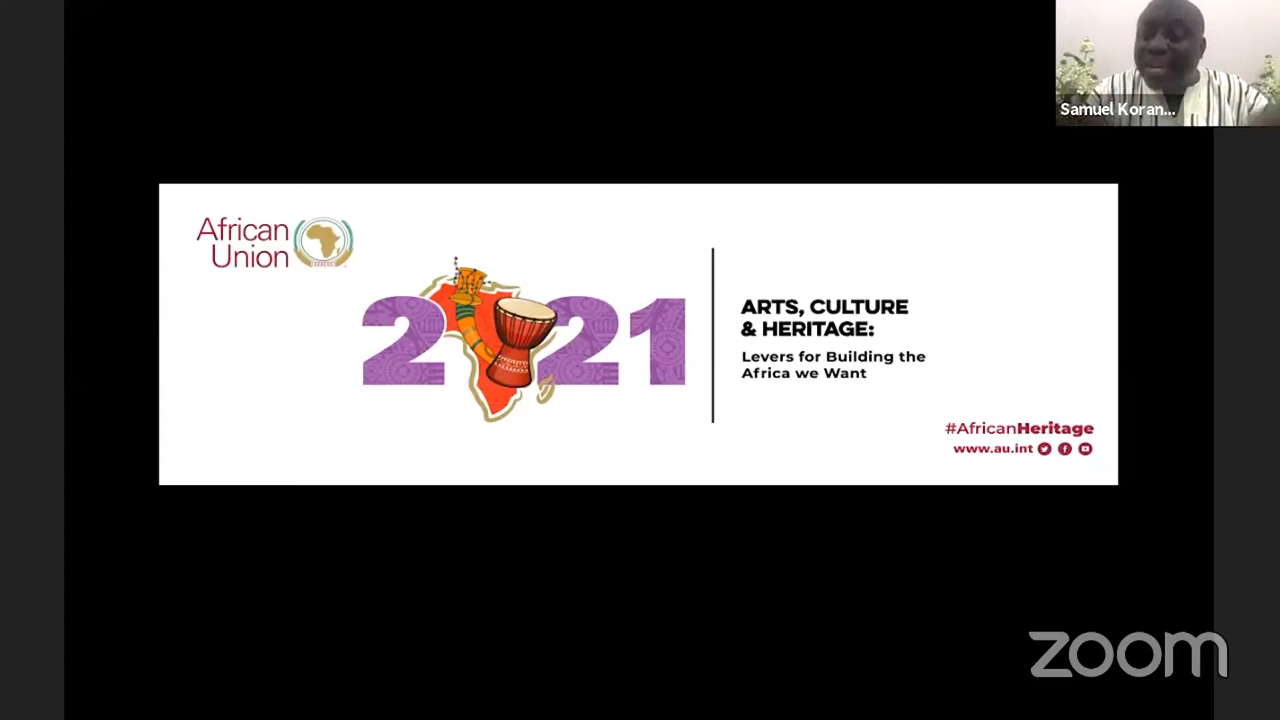 Samuel Koran...
African
Union
2021
ARTS, CULTURE
& HERITAGE:
Levers for Building the
Africa we Want
#AfricanHeritage
www.au.int
zoom